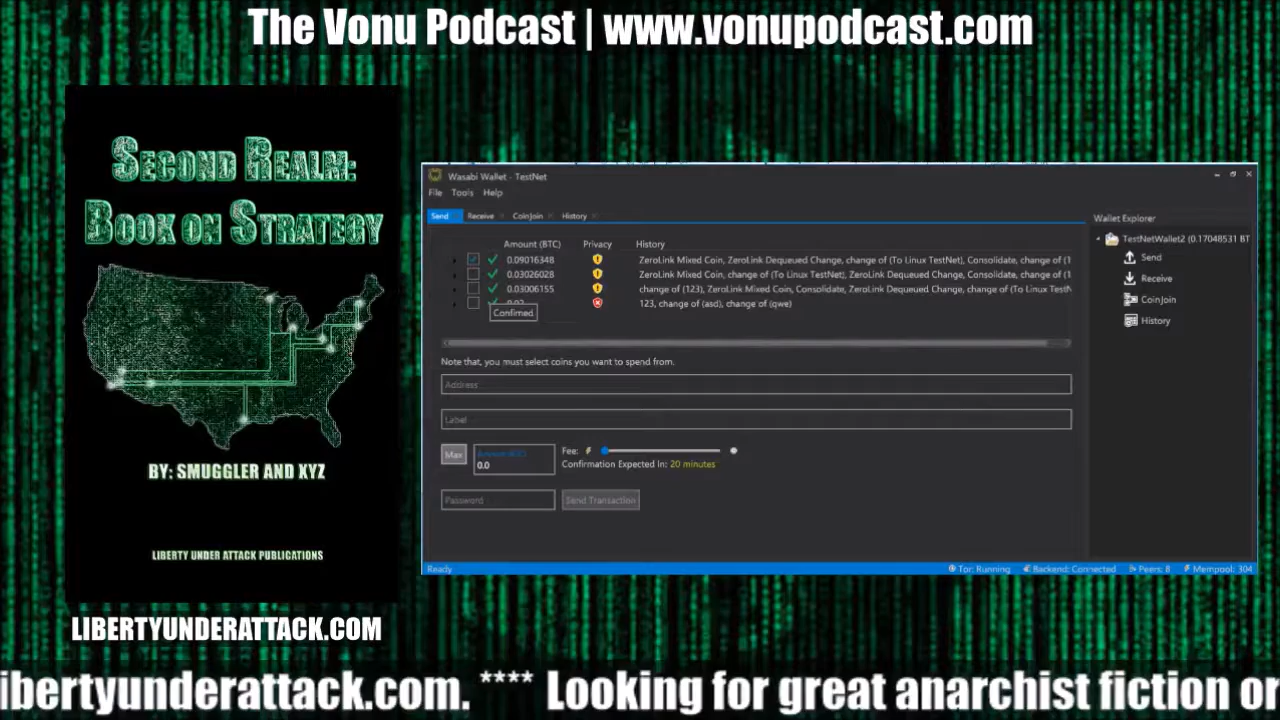 The Vonu Podcast | www.vonupodcast.com
SECOND REALM:
BOOK ON STRATEGY
BY: SMUGGLER AND XYZ
LIBERTY UNDER ATTACK PUBLICATIONS
LIBERTYUNDERATTACK.COM
Wasabi Wallet - TestNet
File Tools Help
Send Receive CoinJoin History
Amount (BTC) Privacy History
0.09016348 ZeroLink Mixed Coin, ZeroLink Dequeued Change, change of (To Linux TestNet), Consolidate, change of (1
0.03026028 ZeroLink Mixed Coin, change of (To Linux TestNet), ZeroLink Dequeued Change, Consolidate, change of (1
0.03006155 change of (123), ZeroLink Mixed Coin, Consolidate, ZeroLink Dequeued Change, change of (To Linux TestN
123, change of (asd), change of (qwe)
Confirmed
Note that, you must select coins you want to spend from.
Address
Label
Max
Amount (BTC)
0.0
Fee:
Confirmation Expected In: 20 minutes
Password
Send Transaction
Wallet Explorer
TestNetWallet2 (0.17048531 BT
Send
Receive
CoinJoin
History
Ready Tor: Running Backend: Connected Peers: 8 Mempool: 304
ibertyunderattack.com. **** Looking for great anarchist fiction or